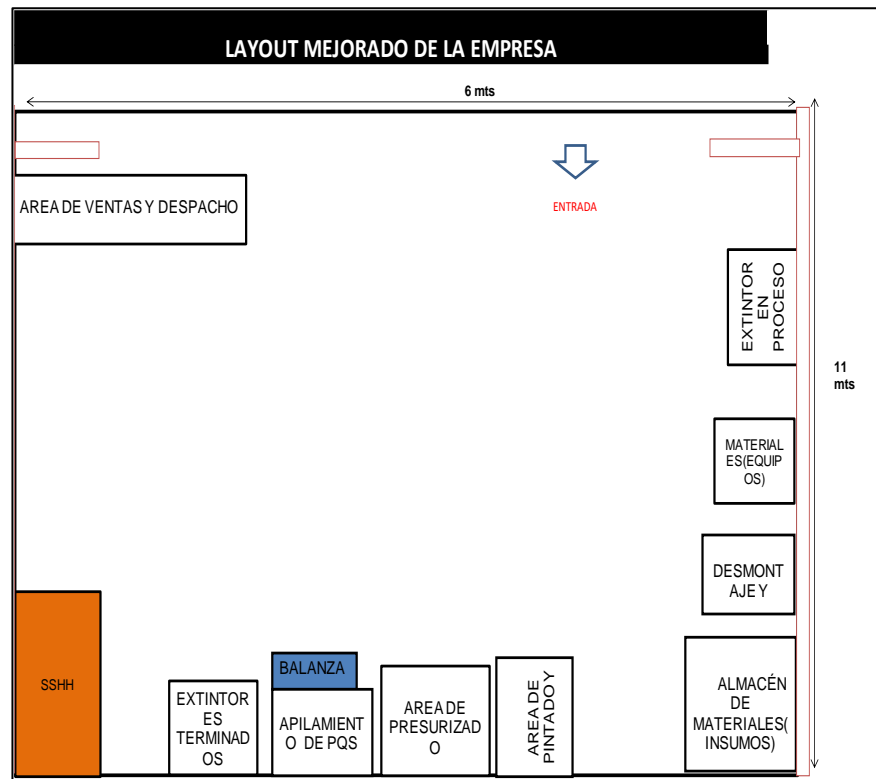 LAYOUT MEJORADO DE LA EMPRESA
6 mts
AREA DE VENTAS Y DESPACHO
ENTRADA
EXTINTOR
EN
PROCESO
11
mts
MATERIAL
ES(EQUIP
OS)
DESMONT
AJE Y
SSHH
EXTINTOR
ES
TERMINAD
OS
BALANZA
APILAMIENT
O DE PQS
AREA DE
PRESURIZAD
O
AREA DE
PINTADO Y
ALMACÉN
DE
MATERIALES(
INSUMOS)